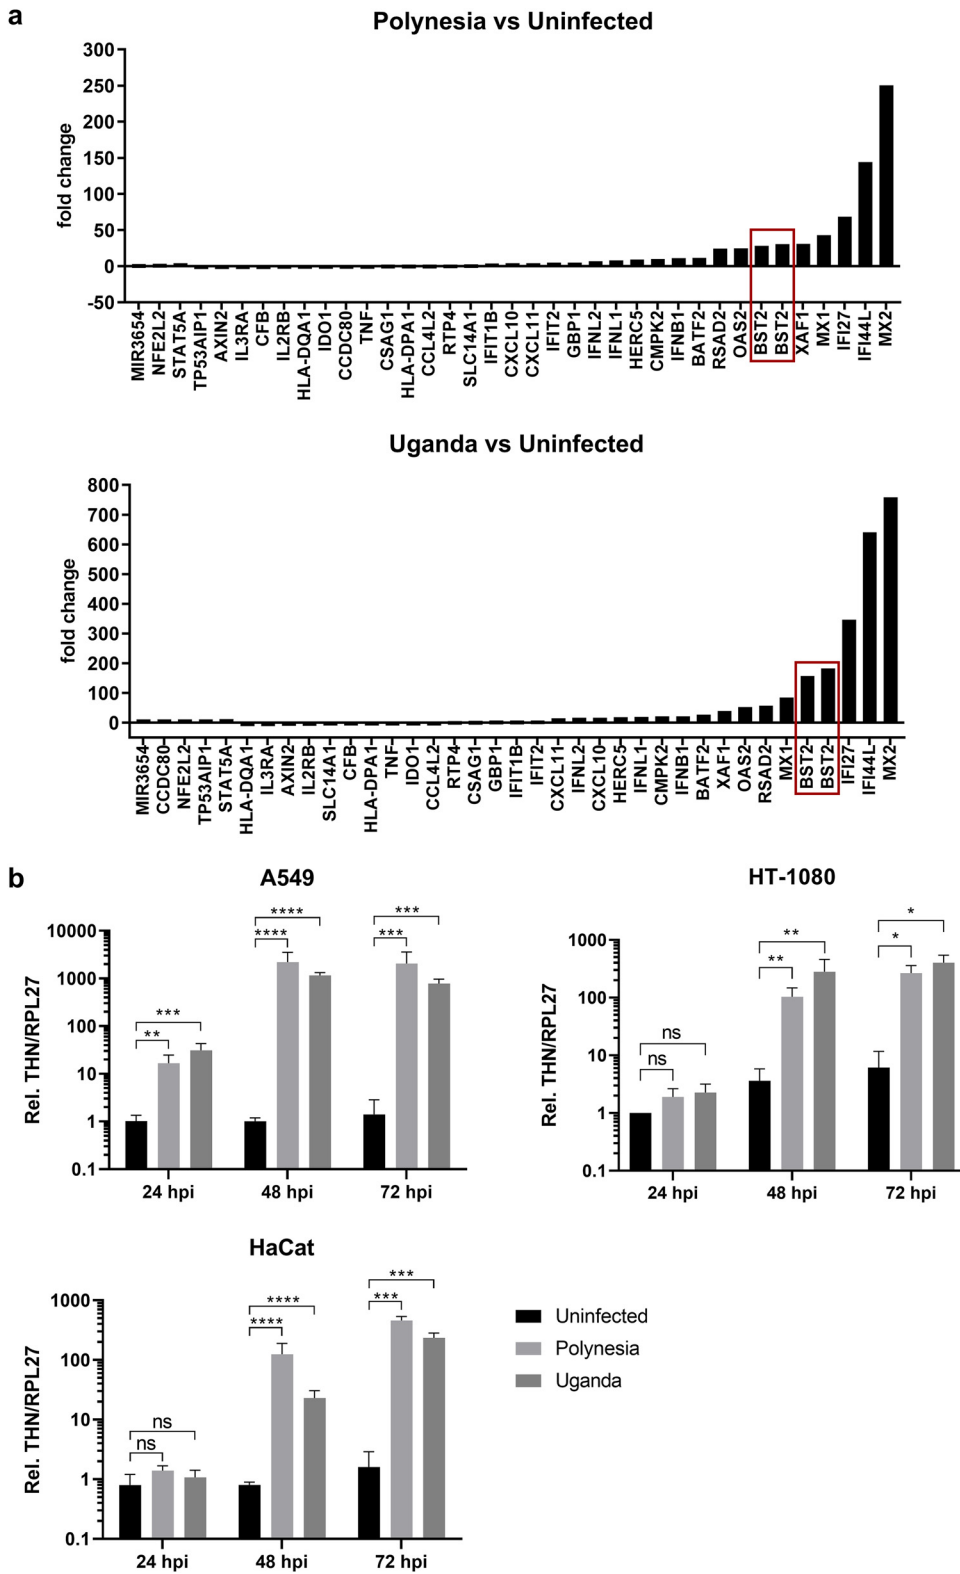 a
Polynesia vs Uninfected
fold change
300
250
200
150
100
50
0
-50
MIR3654
NFE2L2
STAT5A
TP53AIP1
AXIN2
IL3RA
CFB
IL2RB
HLA-DQA1
IDO1
CCDC80
TNF
CSAG1
HLA-DPA1
CCL4L2
RTP4
SLC14A1
IFIT1B
CXCL10
CXCL11
IFIT2
GBP1
IFNL2
IFNL1
HERC5
CMPK2
IFNB1
BATF2
RSAD2
OAS2
BST2
BST2
XAF1
MX1
IFI27
IFI44L
MX2
Uganda vs Uninfected
fold change
800
700
600
500
400
300
200
100
0
MIR3654
CCDC80
NFE2L2
TP53AIP1
STAT5A
HLA-DQA1
IL3RA
AXIN2
IL2RB
SLC14A1
CFB
HLA-DPA1
TNF
IDO1
CCL4L2
RTP4
CSAG1
GBP1
IFIT1B
IFIT2
CXCL11
IFNL2
CXCL10
HERC5
IFNL1
CMPK2
IFNB1
BATF2
XAF1
OAS2
RSAD2
MX1
BST2
BST2
IFI27
IFI44L
MX2
b
A549
Rel. THN/RPL27
10000
1000
100
10
1
0.1
** ***
**** ****
*** ***
24 hpi 48 hpi 72 hpi
HT-1080
Rel. THN/RPL27
1000
100
10
1
0.1
ns ns
** **
* *
24 hpi 48 hpi 72 hpi
HaCat
Rel. THN/RPL27
1000
100
10
1
0.1
ns ns
**** ****
*** ***
24 hpi 48 hpi 72 hpi
Uninfected
Polynesia
Uganda